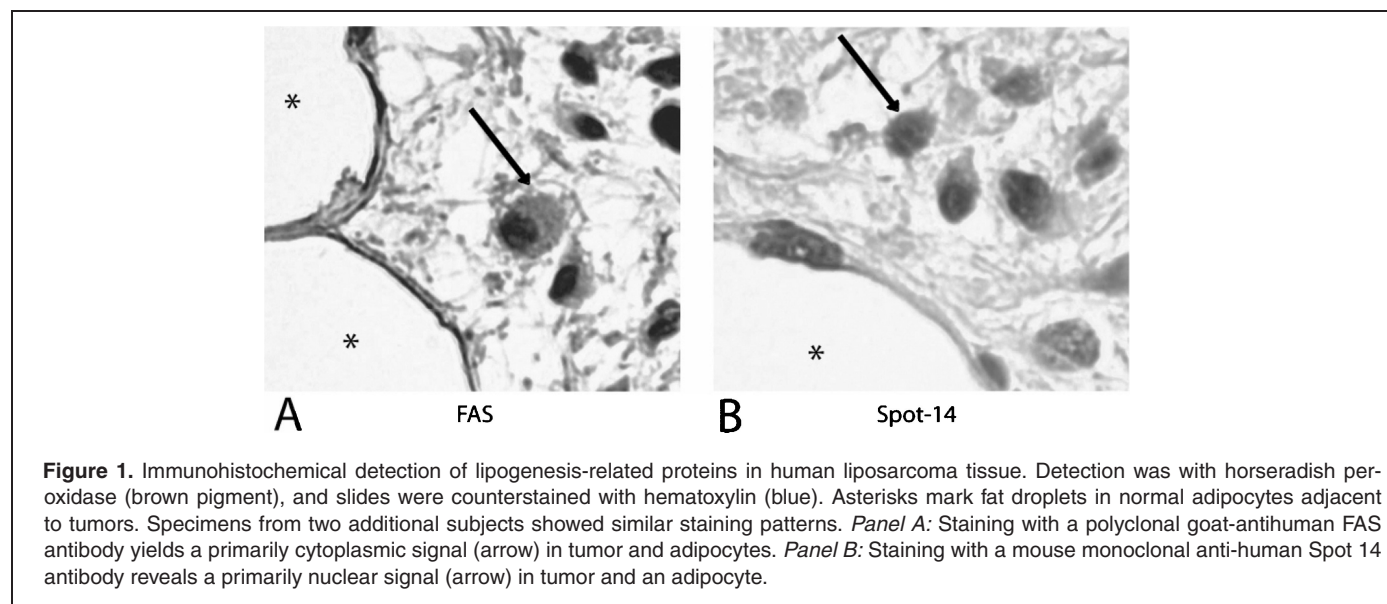 *
*
*
A
FAS
B
Spot-14
Figure 1. Immunohistochemical detection of lipogenesis-related proteins in human liposarcoma tissue. Detection was with horseradish per-
oxidase (brown pigment), and slides were counterstained with hematoxylin (blue). Asterisks mark fat droplets in normal adipocytes adjacent
to tumors. Specimens from two additional subjects showed similar staining patterns. Panel A: Staining with a polyclonal goat-antihuman FAS
antibody yields a primarily cytoplasmic signal (arrow) in tumor and adipocytes. Panel B: Staining with a mouse monoclonal anti-human Spot 14
antibody reveals a primarily nuclear signal (arrow) in tumor and an adipocyte.